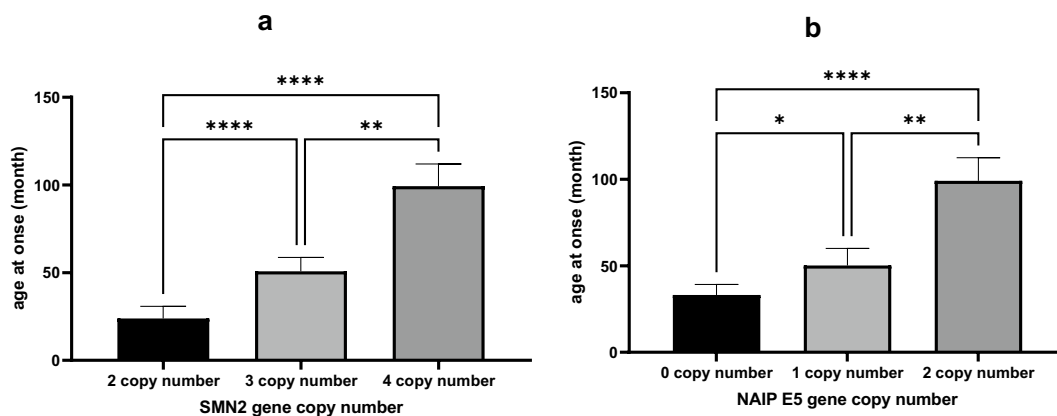 a
****
****
**
150
100
50
0
age at onse (month)
2 copy number
3 copy number
4 copy number
SMN2 gene copy number
b
****
*
**
150
100
50
0
age at onse (month)
0 copy number
1 copy number
2 copy number
NAIP E5 gene copy number